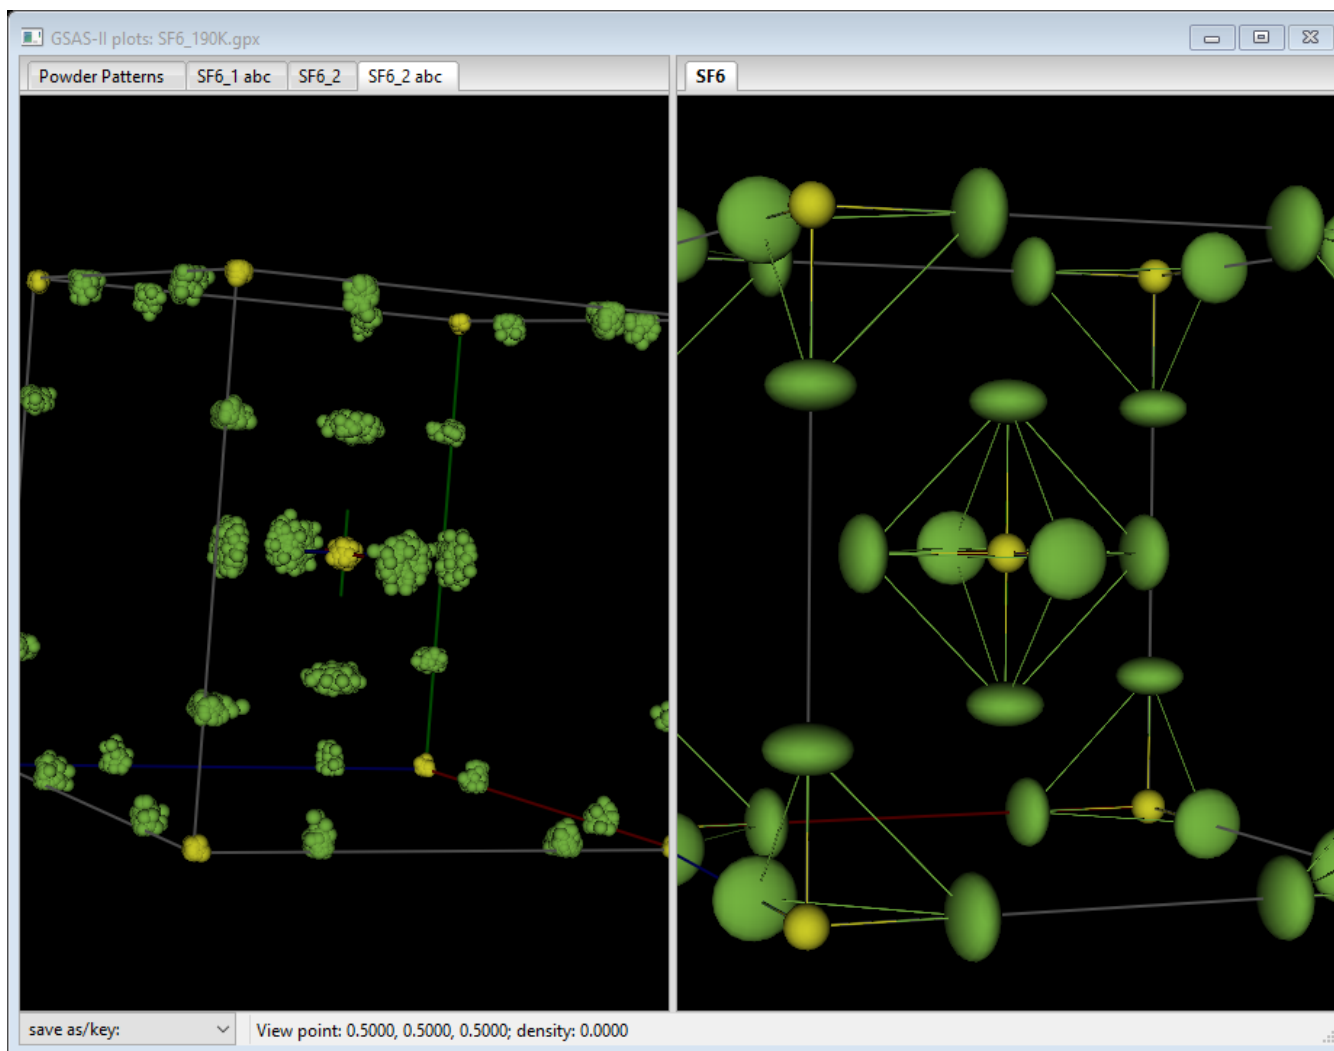 GSAS-II plots: SF6_190K.gpx
Powder Patterns SF6_1 abc SF6_2 SF6_2 abc
SF6
save as/key: View point: 0.5000, 0.5000, 0.5000; density: 0.0000